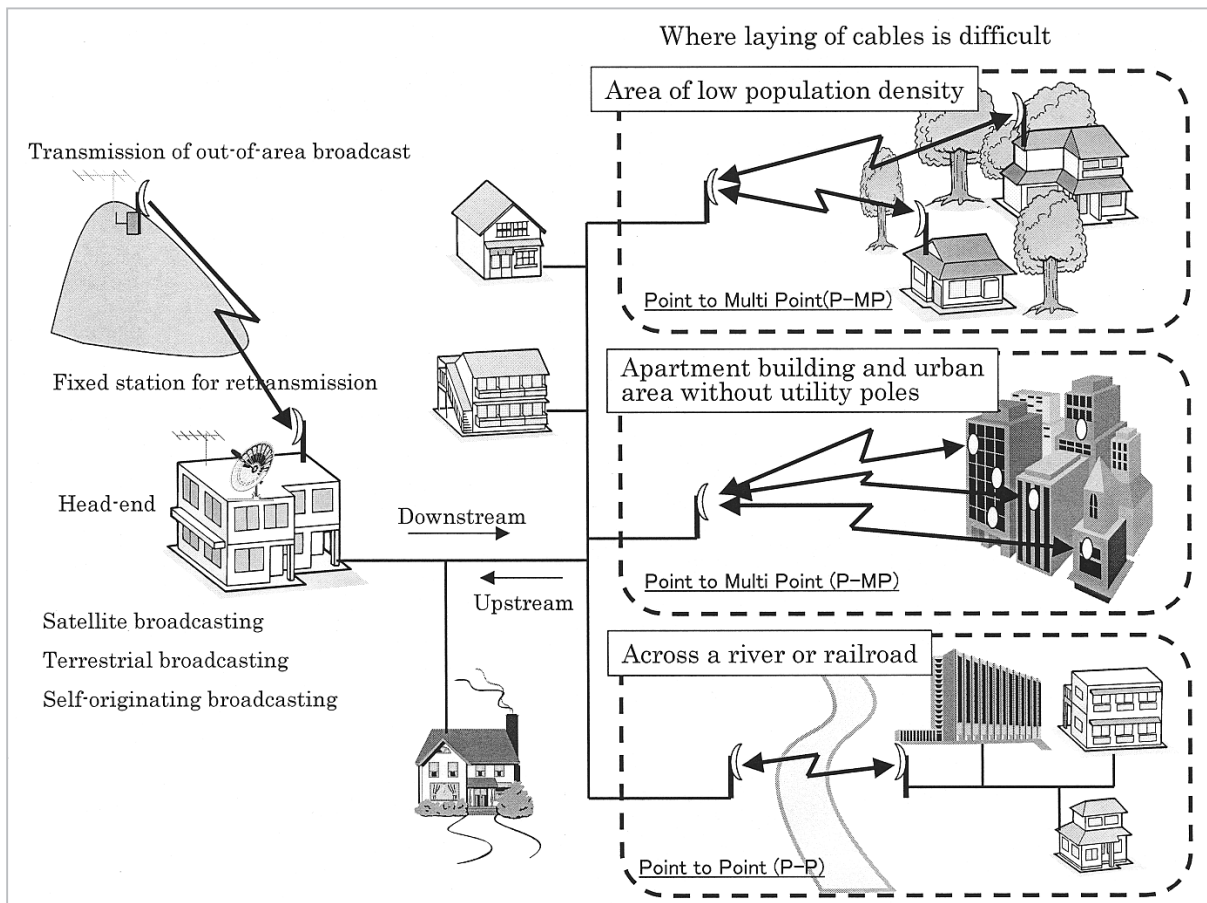 Where laying of cables is difficult
Area of low population density
Transmission of out-of-area broadcast
Point to Multi Point(P-MP)
Fixed station for retransmission
Apartment building and urban
area without utility poles
Head-end
Downstream
Upstream
Point to Multi Point (P-MP)
Satellite broadcasting
Terrestrial broadcasting
Self-originating broadcasting
Across a river or railroad
Point to Point (P-P)